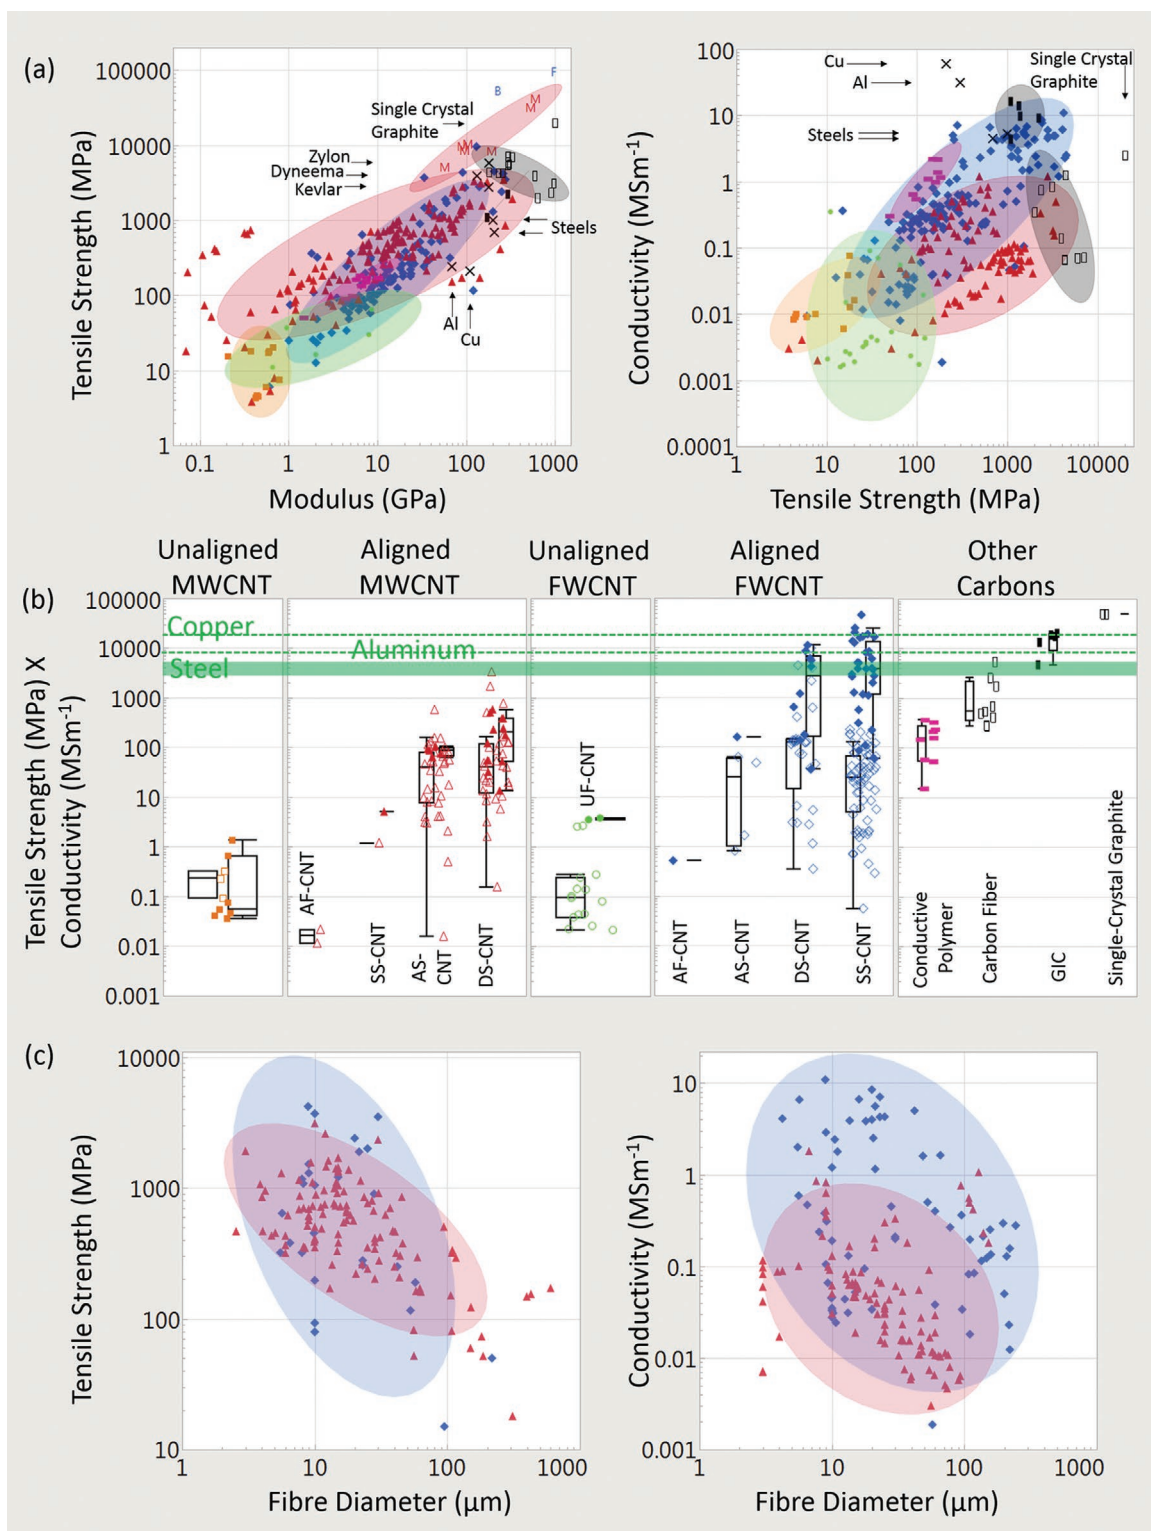 (a)
100000
10000
1000
100
10
1
Tensile Strength (MPa)
F
B
M
M
M
M
M
M
M
Single Crystal
Graphite
Zylon
Dyneema
Kevlar
Steels
Al
Cu
0.1
1
10
100
1000
Modulus (GPa)
100
10
1
0.1
0.01
0.001
0.0001
Conductivity (MSm-1)
Cu
Al
Steels
Single Crystal
Graphite
1
10
100
1000
10000
Tensile Strength (MPa)
Unaligned
MWCNT
Aligned
MWCNT
Unaligned
FWCNT
Aligned
FWCNT
Other
Carbons
(b)
100000
10000
1000
100
10
1
0.1
0.01
0.001
Tensile Strength (MPa) X
Conductivity (MSm-1)
Copper
Aluminum
Steel
AF-CNT
SS-CNT
AS-
CNT
DS-CNT
UF-CNT
AF-CNT
AS-CNT
DS-CNT
SS-CNT
Conductive
Polymer
Carbon Fiber
GIC
Single-Crystal Graphite
(c)
10000
1000
100
10
Tensile Strength (MPa)
1
10
100
1000
Fibre Diameter (µm)
10
1
0.1
0.01
0.001
Conductivity (MSm-1)
1
10
100
1000
Fibre Diameter (µm)